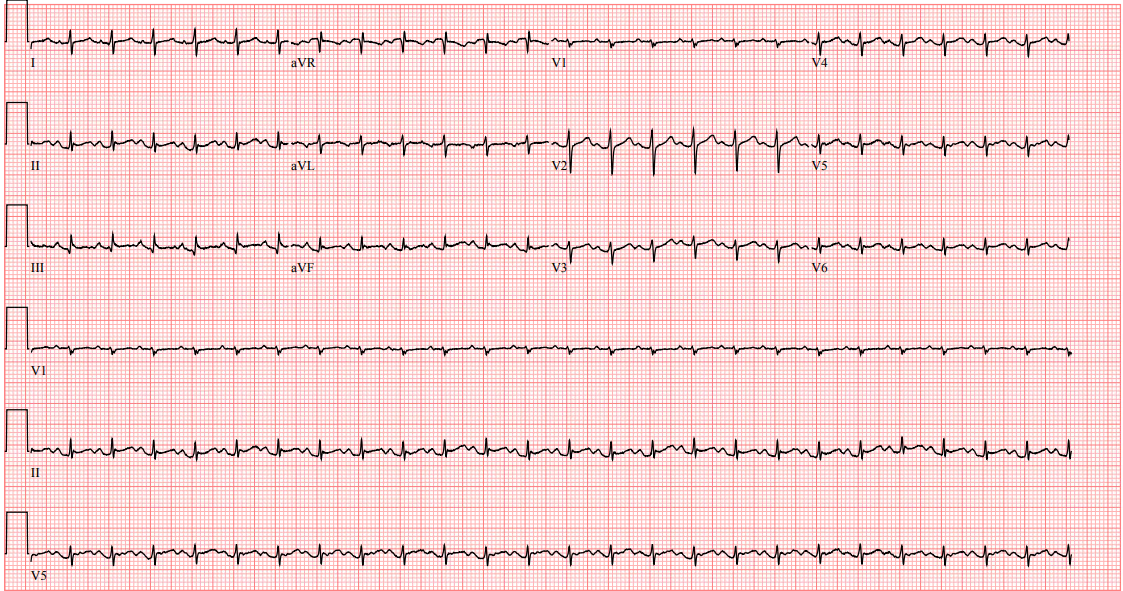 I aVR V1 V4
II aVL V2 V5
III aVF V3 V6
V1
II
V5